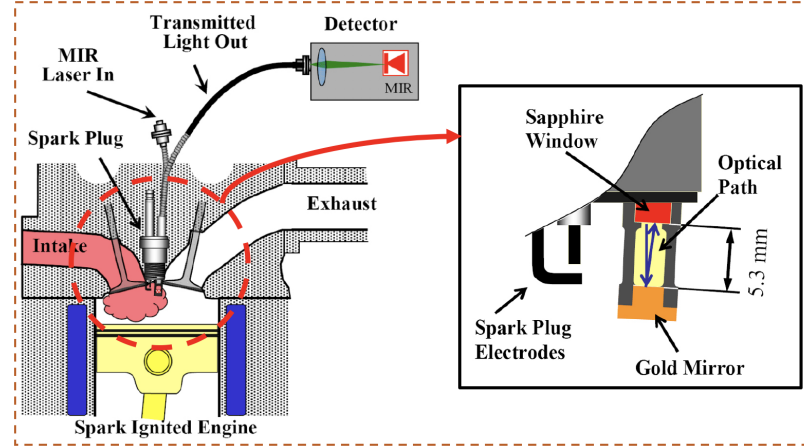 Transmitted
Light Out
Detector
MIR
Laser In
MIR
Spark Plug
Exhaust
Intake
Spark Ignited Engine
Sapphire
Window
Optical
Path
5.3 mm
Spark Plug
Electrodes
Gold Mirror